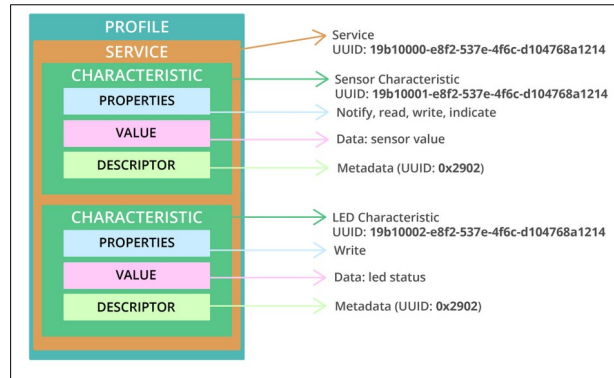 PROFILE
SERVICE
Service
UUID: 19b10000-e8f2-537e-4f6c-d104768a1214
CHARACTERISTIC
Sensor Characteristic
UUID: 19b10001-e8f2-537e-4f6c-d104768a1214
PROPERTIES
Notify, read, write, indicate
VALUE
Data: sensor value
DESCRIPTOR
Metadata (UUID: 0x2902)
CHARACTERISTIC
LED Characteristic
UUID: 19b10002-e8f2-537e-4f6c-d104768a1214
PROPERTIES
Write
VALUE
Data: led status
DESCRIPTOR
Metadata (UUID: 0x2902)